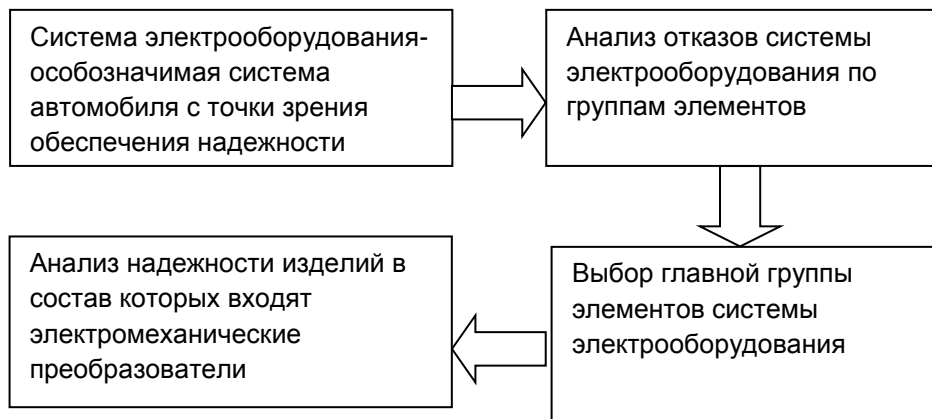 Система электрооборудования-
особозначимая система
автомобиля с точки зрения
обеспечения надежности
Анализ отказов системы
электрооборудования по
группам элементов
Выбор главной группы
элементов системы
электрооборудования
Анализ надежности изделий в
состав которых входят
электромеханические
преобразователи